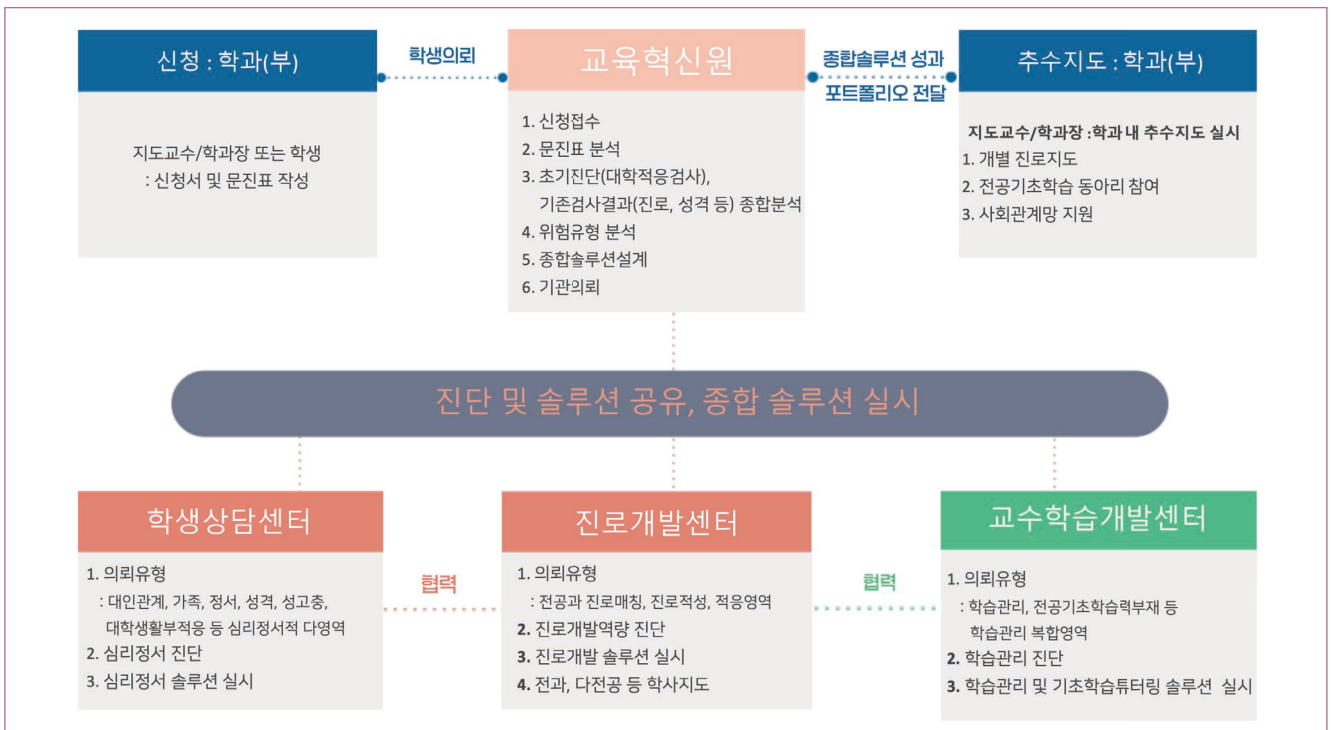 신청 : 학과(부)
지도교수/학과장 또는 학생
: 신청서 및 문진표 작성
학생의뢰
교육혁신원
1. 신청접수
2. 문진표 분석
3. 초기진단(대학적응검사),
기존검사결과(진로, 성격 등) 종합분석
4. 위험유형 분석
5. 종합솔루션설계
6. 기관의뢰
종합솔루션 성과
포트폴리오 전달
추수지도 : 학과(부)
지도교수/학과장 :학과 내 추수지도 실시
1. 개별 진로지도
2. 전공기초학습 동아리 참여
3. 사회관계망 지원
진단 및 솔루션 공유, 종합 솔루션 실시
학생상담센터
1. 의뢰유형
: 대인관계, 가족, 정서, 성격, 성고충,
대학생활부적응 등 심리정서적 다영역
2. 심리정서 진단
3. 심리정서 솔루션 실시
협력
진로개발센터
1. 의뢰유형
: 전공과 진로매칭, 진로적성, 적응영역
2. 진로개발역량 진단
3. 진로개발 솔루션 실시
4. 전과, 다전공 등 학사지도
협력
교수학습개발센터
1. 의뢰유형
: 학습관리, 전공기초학습력부재 등
학습관리 복합영역
2. 학습관리 진단
3. 학습관리 및 기초학습튜터링 솔루션 실시